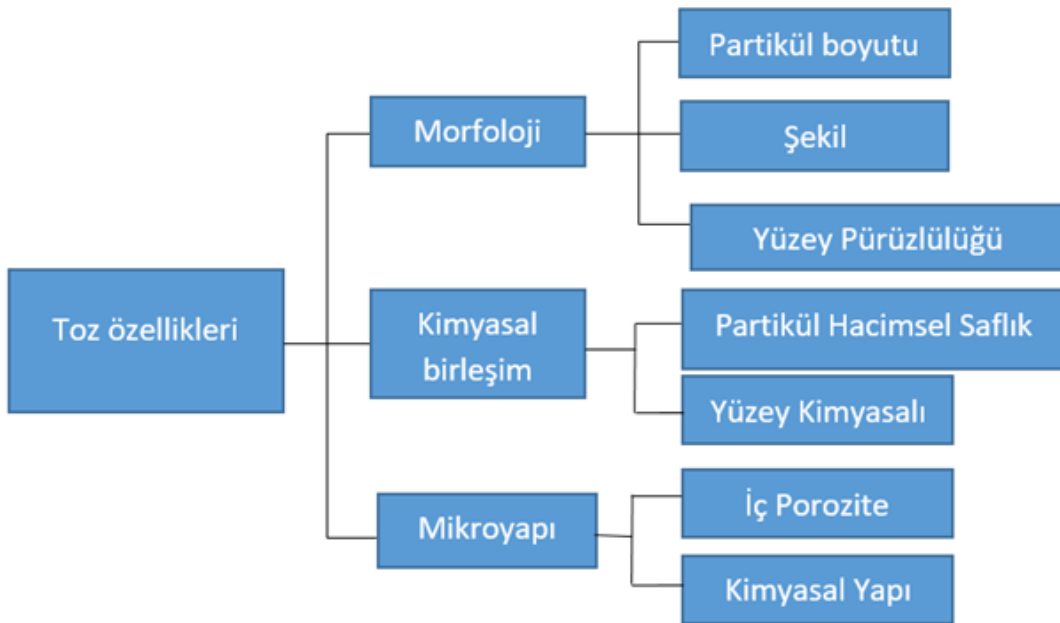 Toz özellikleri
Morfoloji
Partikül boyutu
Şekil
Yüzey Pürüzlülüğü
Kimyasal
birleşim
Partikül Hacimsel Saflık
Yüzey Kimyasalı
Mikroyapı
İç Porozite
Kimyasal Yapı